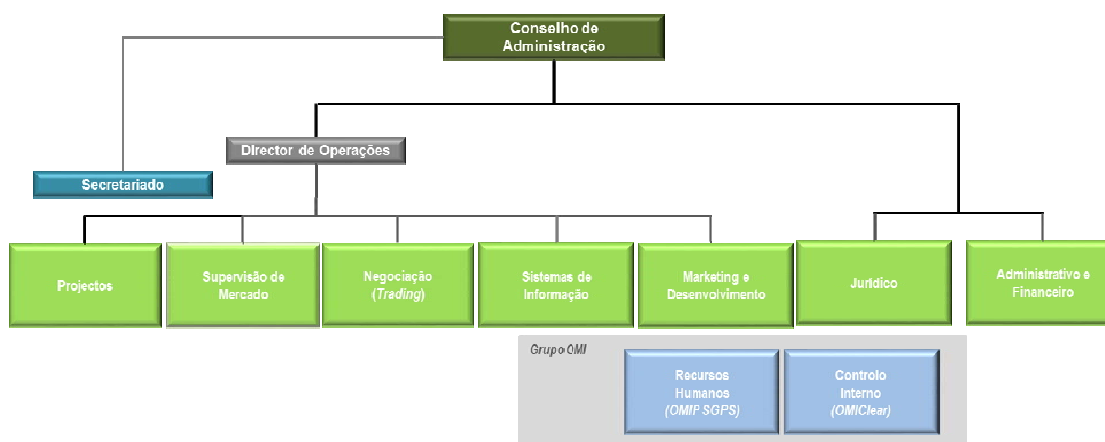 Conselho de
Administração
Director de Operações
Secretariado
Projectos
Supervisão de
Mercado
Negociação
(Trading)
Sistemas de
Informação
Marketing e
Desenvolvimento
Jurídico
Administrativo e
Financeiro
Grupo OMI
Recursos
Humanos
(OMIP SGPS)
Controlo
Interno
(OMIClear)